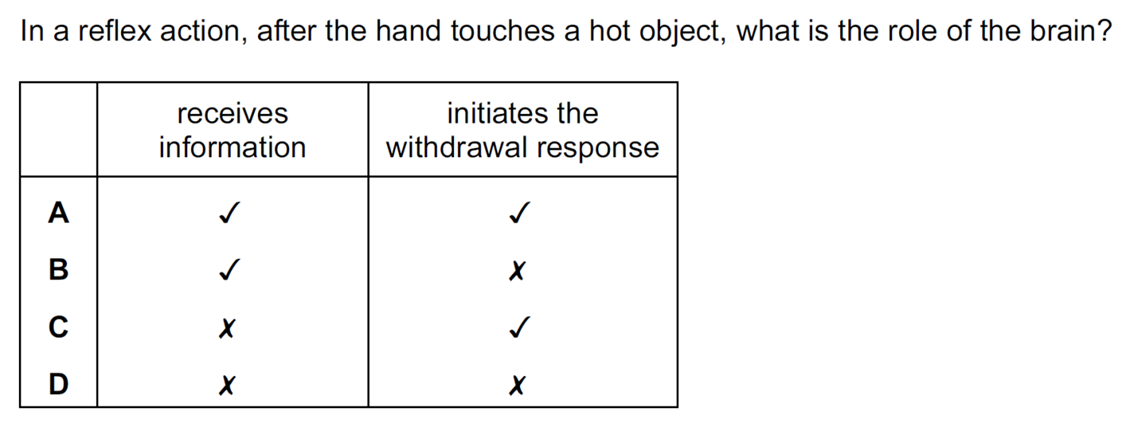 In a reflex action, after the hand touches a hot object, what is the role of the brain?
receives information initiates the withdrawal response
A ✓ ✓
B ✓ ✗
C ✗ ✓
D ✗ ✗